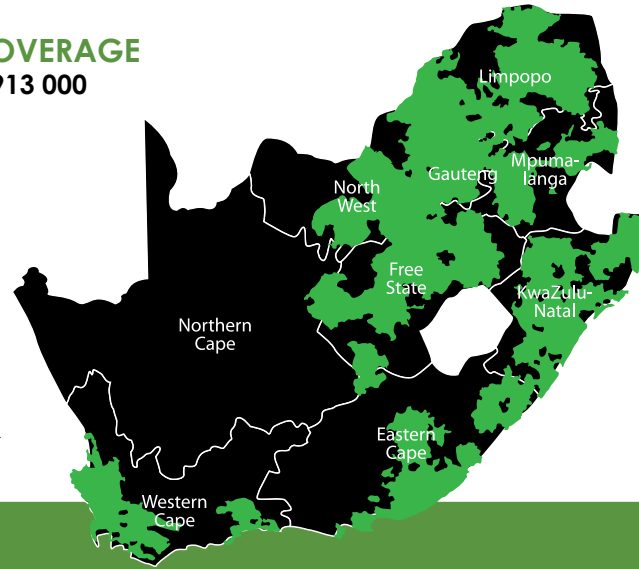 OVERAGE
913 000
Limpopo
Mpuma-
langa
Gauteng
North
West
Free
State
KwaZulu-
Natal
Northern
Cape
Eastern
Cape
Western
Cape